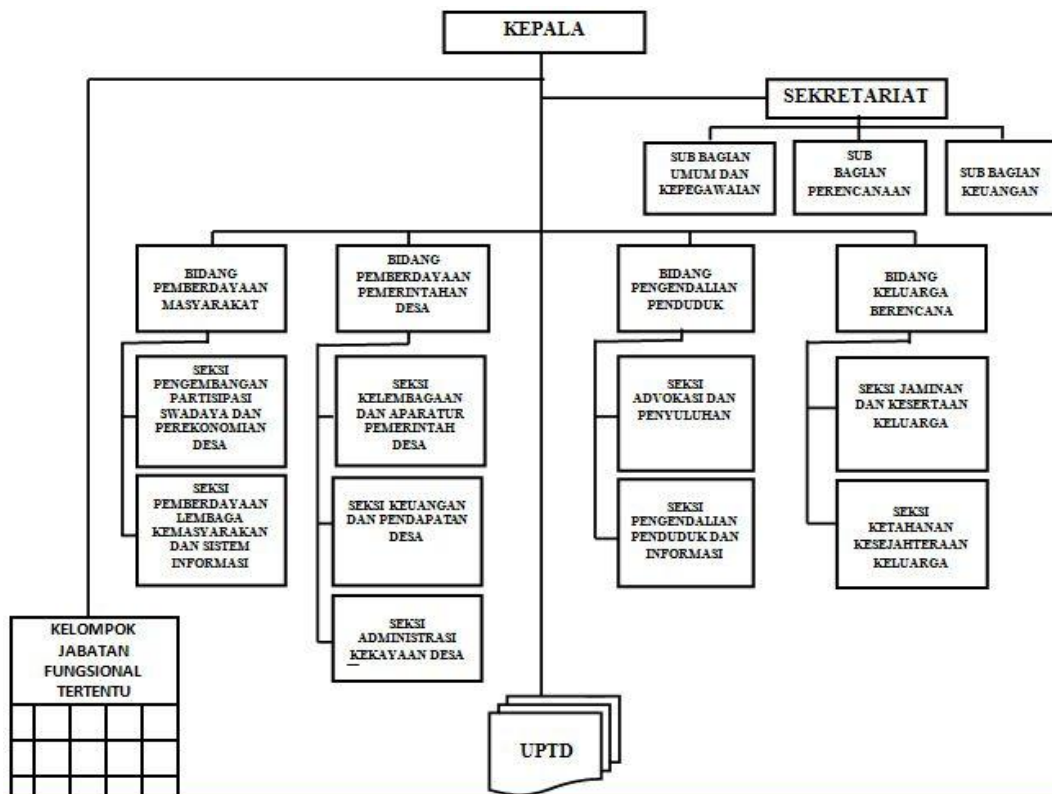 KEPALA
SEKRETARIAT
SUB BAGIAN
UMUM DAN
KEPEGAWAIAN
SUB
BAGIAN
PERENCANAAN
SUB BAGIAN
KEUANGAN
BIDANG
PEMBERDAYAAN
MASYARAKAT
BIDANG
PEMBERDAYAAN
PEMERINTAHAN
DESA
BIDANG
PENGENDALIAN
PENDUDUK
BIDANG
KELUARGA
BERENCANA
SEKSI
PENGEMBANGAN
PARTISIPASI
SWADAYA DAN
PEREKONOMIAN
DESA
SEKSI
KELEMBAGAAN
DAN APARATUR
PEMERINTAH
DESA
SEKSI
ADVOKASI DAN
PENYULUHAN
SEKSI JAMINAN
DAN KESERTAAN
KELUARGA
SEKSI
PEMBERDAYAAN
LEMBAGA
KEMASYARAKAN
DAN SISTEM
INFORMASI
SEKSI KEUANGAN
DAN PENDAPATAN
DESA
SEKSI
PENGENDALIAN
PENDUDUK DAN
INFORMASI
SEKSI
KETAHANAN
KESEJAHTERAAN
KELUARGA
SEKSI
ADMINISTRASI
KEKAYAAN DESA
KELOMPOK
JABATAN
FUNGSIONAL
TERTENTU
UPTD